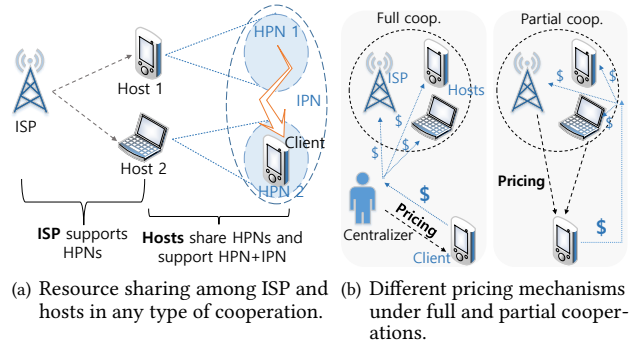 HPN 1
ISP
Host 1
IPN
Host 2
Client
HPN 2
ISP supports
HPNs
Hosts share HPNs and
support HPN+IPN
(a) Resource sharing among ISP and
hosts in any type of cooperation.
Full coop.
ISP
Hosts
$
$
$
$
$
Centralizer
Pricing
Client
Partial coop.
$
$
$
Pricing
$
(b) Different pricing mechanisms
under full and partial cooper-
ations.